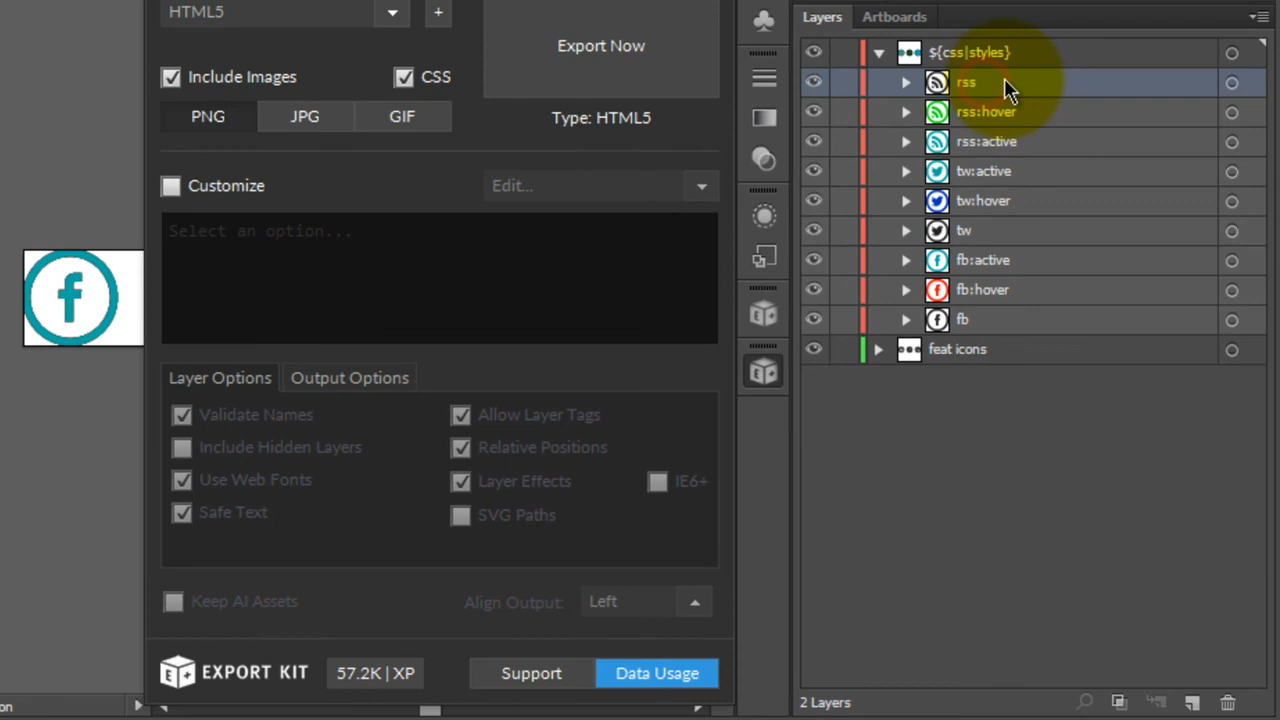 HTML5
+
Export Now
Include Images
CSS
PNG
JPG
GIF
Type: HTML5
Customize
Edit...
Select an option...
Layer Options
Output Options
Validate Names
Allow Layer Tags
Include Hidden Layers
Relative Positions
Use Web Fonts
Layer Effects
IE6+
Safe Text
SVG Paths
Keep AI Assets
Align Output:
Left
EXPORT KIT
57.2K | XP
Support
Data Usage
on
Layers
Artboards
${css|styles}
rss
rss:hover
rss:active
tw:active
tw:hover
tw
fb:active
fb:hover
fb
feat icons
2 Layers